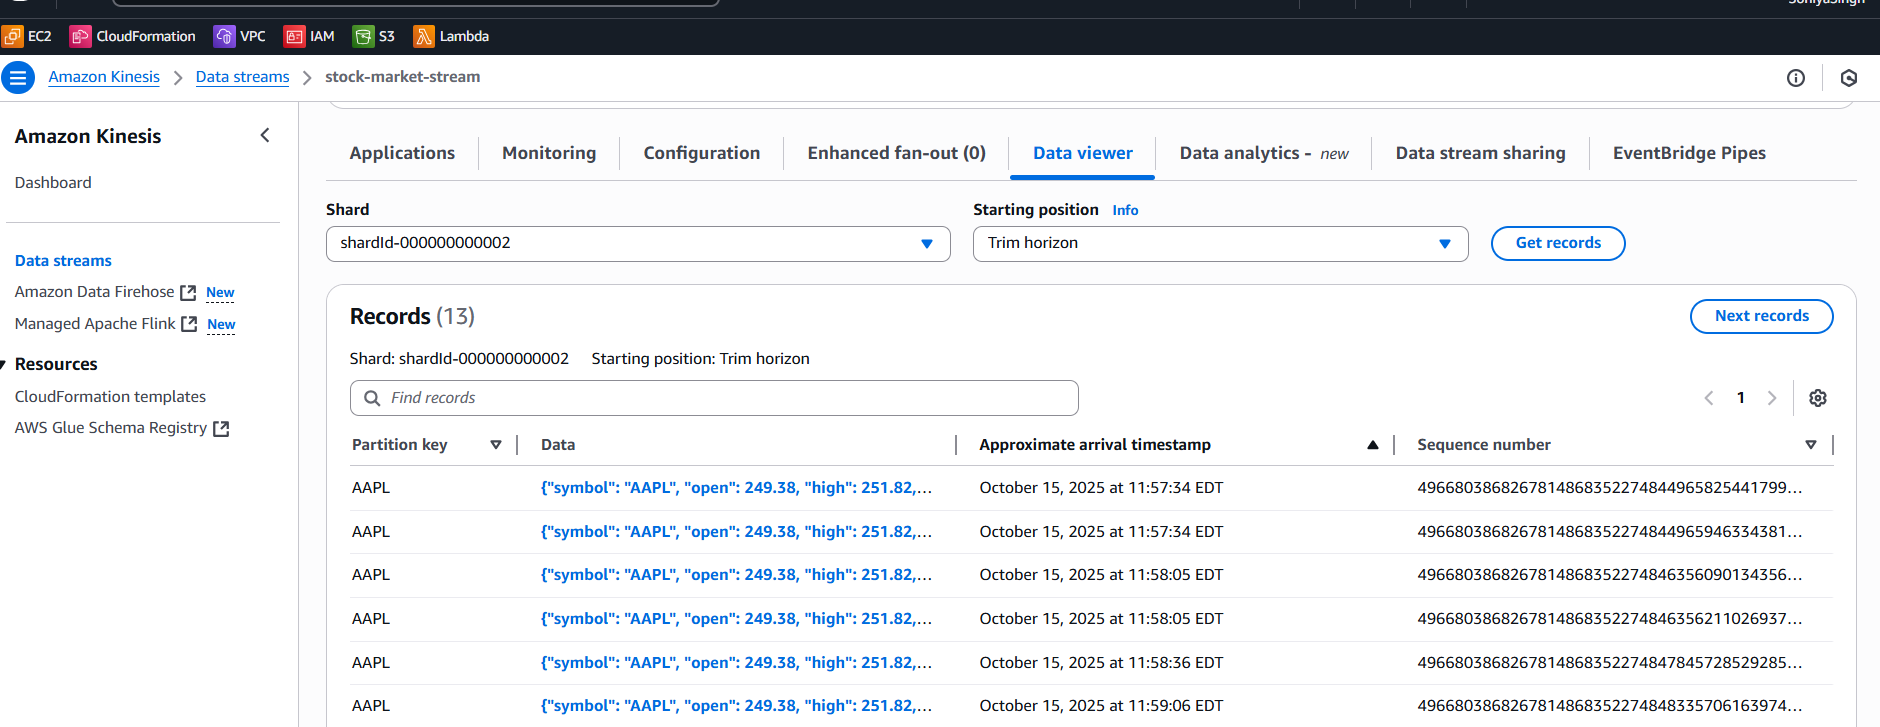 EC2 CloudFormation VPC IAM S3 Lambda
Amazon Kinesis Data streams stock-market-stream
Amazon Kinesis
Dashboard
Data streams
Amazon Data Firehose New
Managed Apache Flink New
Resources
CloudFormation templates
AWS Glue Schema Registry
Applications Monitoring Configuration Enhanced fan-out (0) Data viewer Data analytics - new Data stream sharing EventBridge Pipes
Shard Starting position Info
shardId-000000000002 Trim horizon Get records
Records (13) Next records
Shard: shardId-000000000002 Starting position: Trim horizon
Find records 1
Partition key Data Approximate arrival timestamp Sequence number
AAPL {"symbol": "AAPL", "open": 249.38, "high": 251.82,... October 15, 2025 at 11:57:34 EDT 49668038682678148683522748449658254417​99...
AAPL {"symbol": "AAPL", "open": 249.38, "high": 251.82,... October 15, 2025 at 11:57:34 EDT 4966803868267814868352274844965946334381...
AAPL {"symbol": "AAPL", "open": 249.38, "high": 251.82,... October 15, 2025 at 11:58:05 EDT 4966803868267814868352274846356090134356...
AAPL {"symbol": "AAPL", "open": 249.38, "high": 251.82,... October 15, 2025 at 11:58:05 EDT 4966803868267814868352274846356211026937...
AAPL {"symbol": "AAPL", "open": 249.38, "high": 251.82,... October 15, 2025 at 11:58:36 EDT 4966803868267814868352274847845728529285...
AAPL {"symbol": "AAPL", "open": 249.38, "high": 251.82,... October 15, 2025 at 11:59:06 EDT 4966803868267814868352274848335706163974...